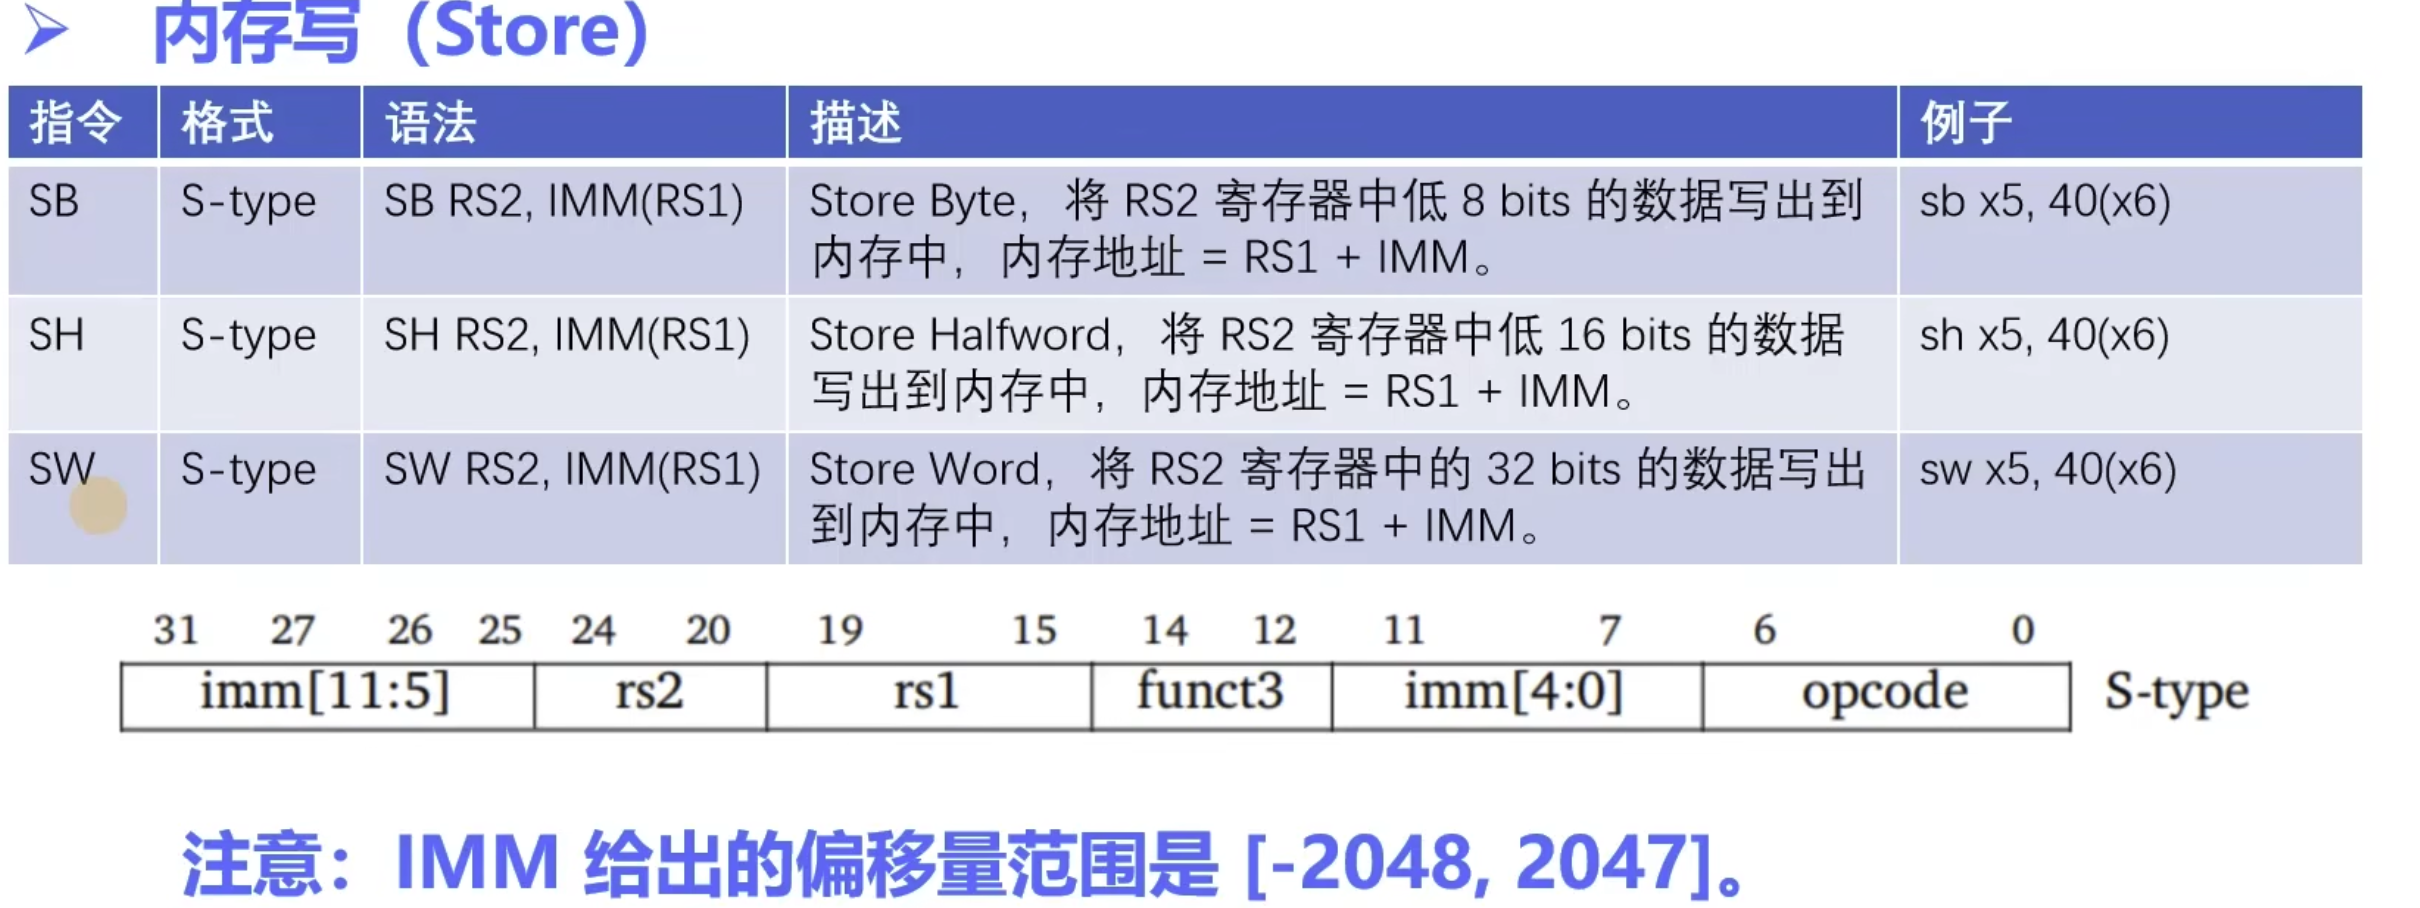 内存写（Store）
指令 格式 语法 描述 例子
SB S-type SB RS2, IMM(RS1) Store Byte，将 RS2 寄存器中低 8 bits 的数据写出到
内存中，内存地址 = RS1 + IMM。 sb x5, 40(x6)
SH S-type SH RS2, IMM(RS1) Store Halfword，将 RS2 寄存器中低 16 bits 的数据
写出到内存中，内存地址 = RS1 + IMM。 sh x5, 40(x6)
SW S-type SW RS2, IMM(RS1) Store Word，将 RS2 寄存器中的 32 bits 的数据写出
到内存中，内存地址 = RS1 + IMM。 sw x5, 40(x6)
31 27 26 25 24 20 19 15 14 12 11 7 6 0
imm[11:5] rs2 rs1 funct3 imm[4:0] opcode S-type
注意：IMM 给出的偏移量范围是 [-2048, 2047]。